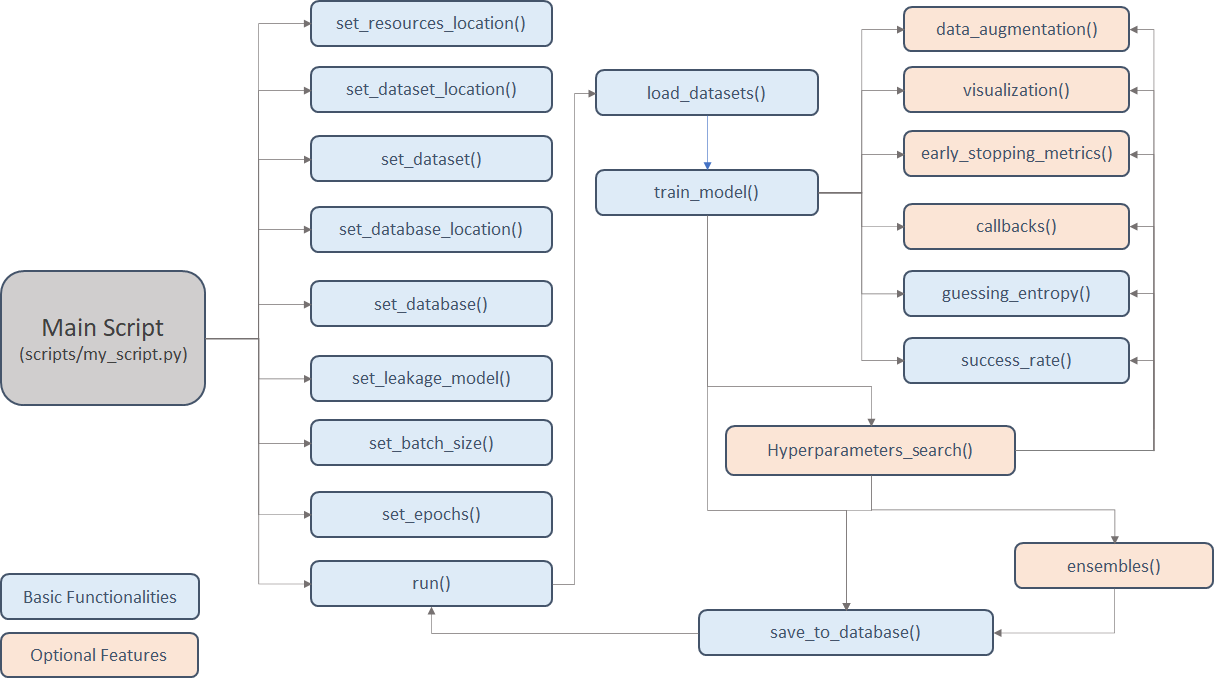 Main Script
(scripts/my_script.py)
set_resources_location()
set_dataset_location()
set_dataset()
set_database_location()
set_database()
set_leakage_model()
set_batch_size()
set_epochs()
run()
load_datasets()
train_model()
data_augmentation()
visualization()
early_stopping_metrics()
callbacks()
guessing_entropy()
success_rate()
Hyperparameters_search()
ensembles()
save_to_database()
Basic Functionalities
Optional Features